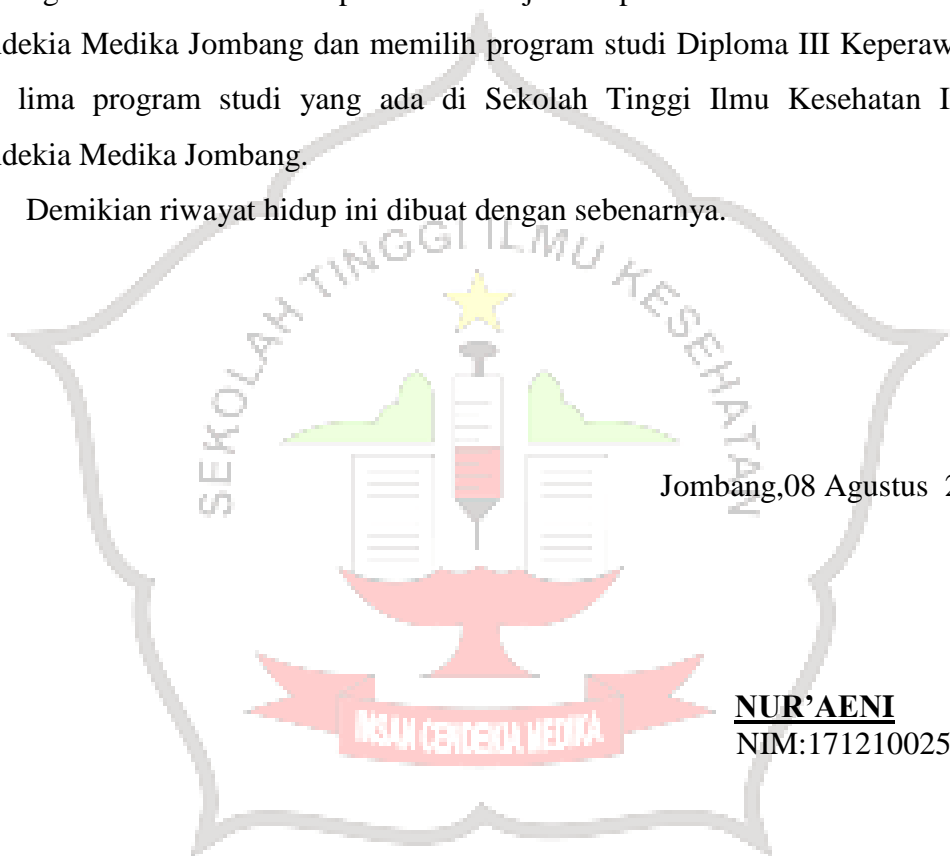 ndekia Medika Jombang dan memilih program studi Diploma III Keperaw
lima program studi yang ada di Sekolah Tinggi Ilmu Kesehatan I
ndekia Medika Jombang.
Demikian riwayat hidup ini dibuat dengan sebenarnya.
SEKOLAH TINGGI ILMU KESEHATAN
Jombang,08 Agustus 2
NUR’AENI
INSAN CENDEKIA MEDIKA
NIM:171210025